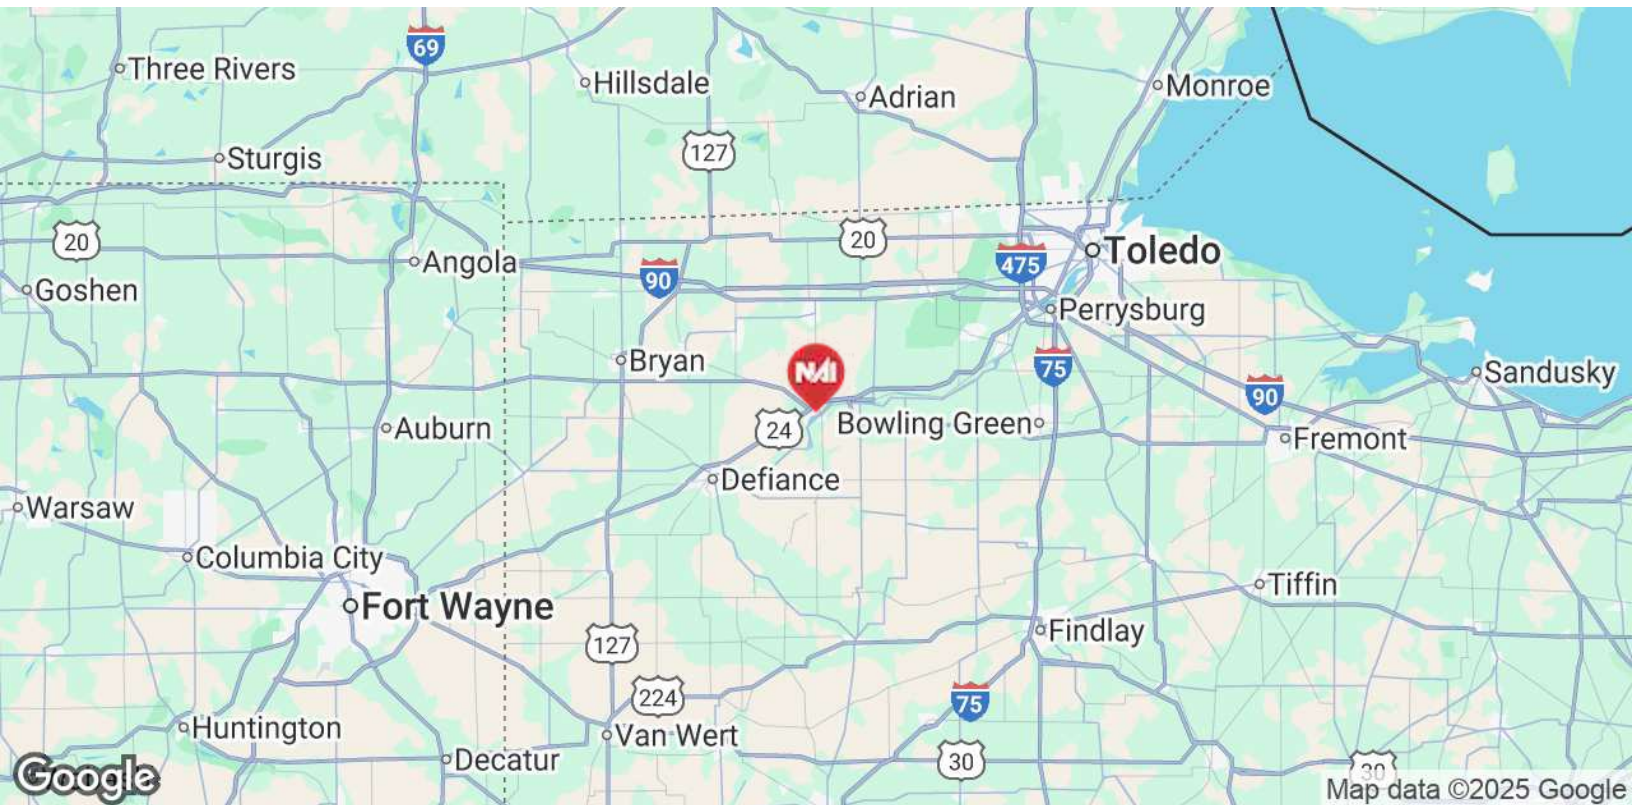 69
Three Rivers
Hillsdale
Adrian
Monroe
127
Sturgis
20
20
Toledo
Angola
475
90
Goshen
Perrysburg
Bryan
NAI
75
Sandusky
90
24
Bowling Green
Auburn
Fremont
Defiance
Warsaw
Columbia City
Tiffin
Fort Wayne
Findlay
127
224
75
Huntington
Van Wert
Decatur
30
30
Google
Map data ©2025 Google